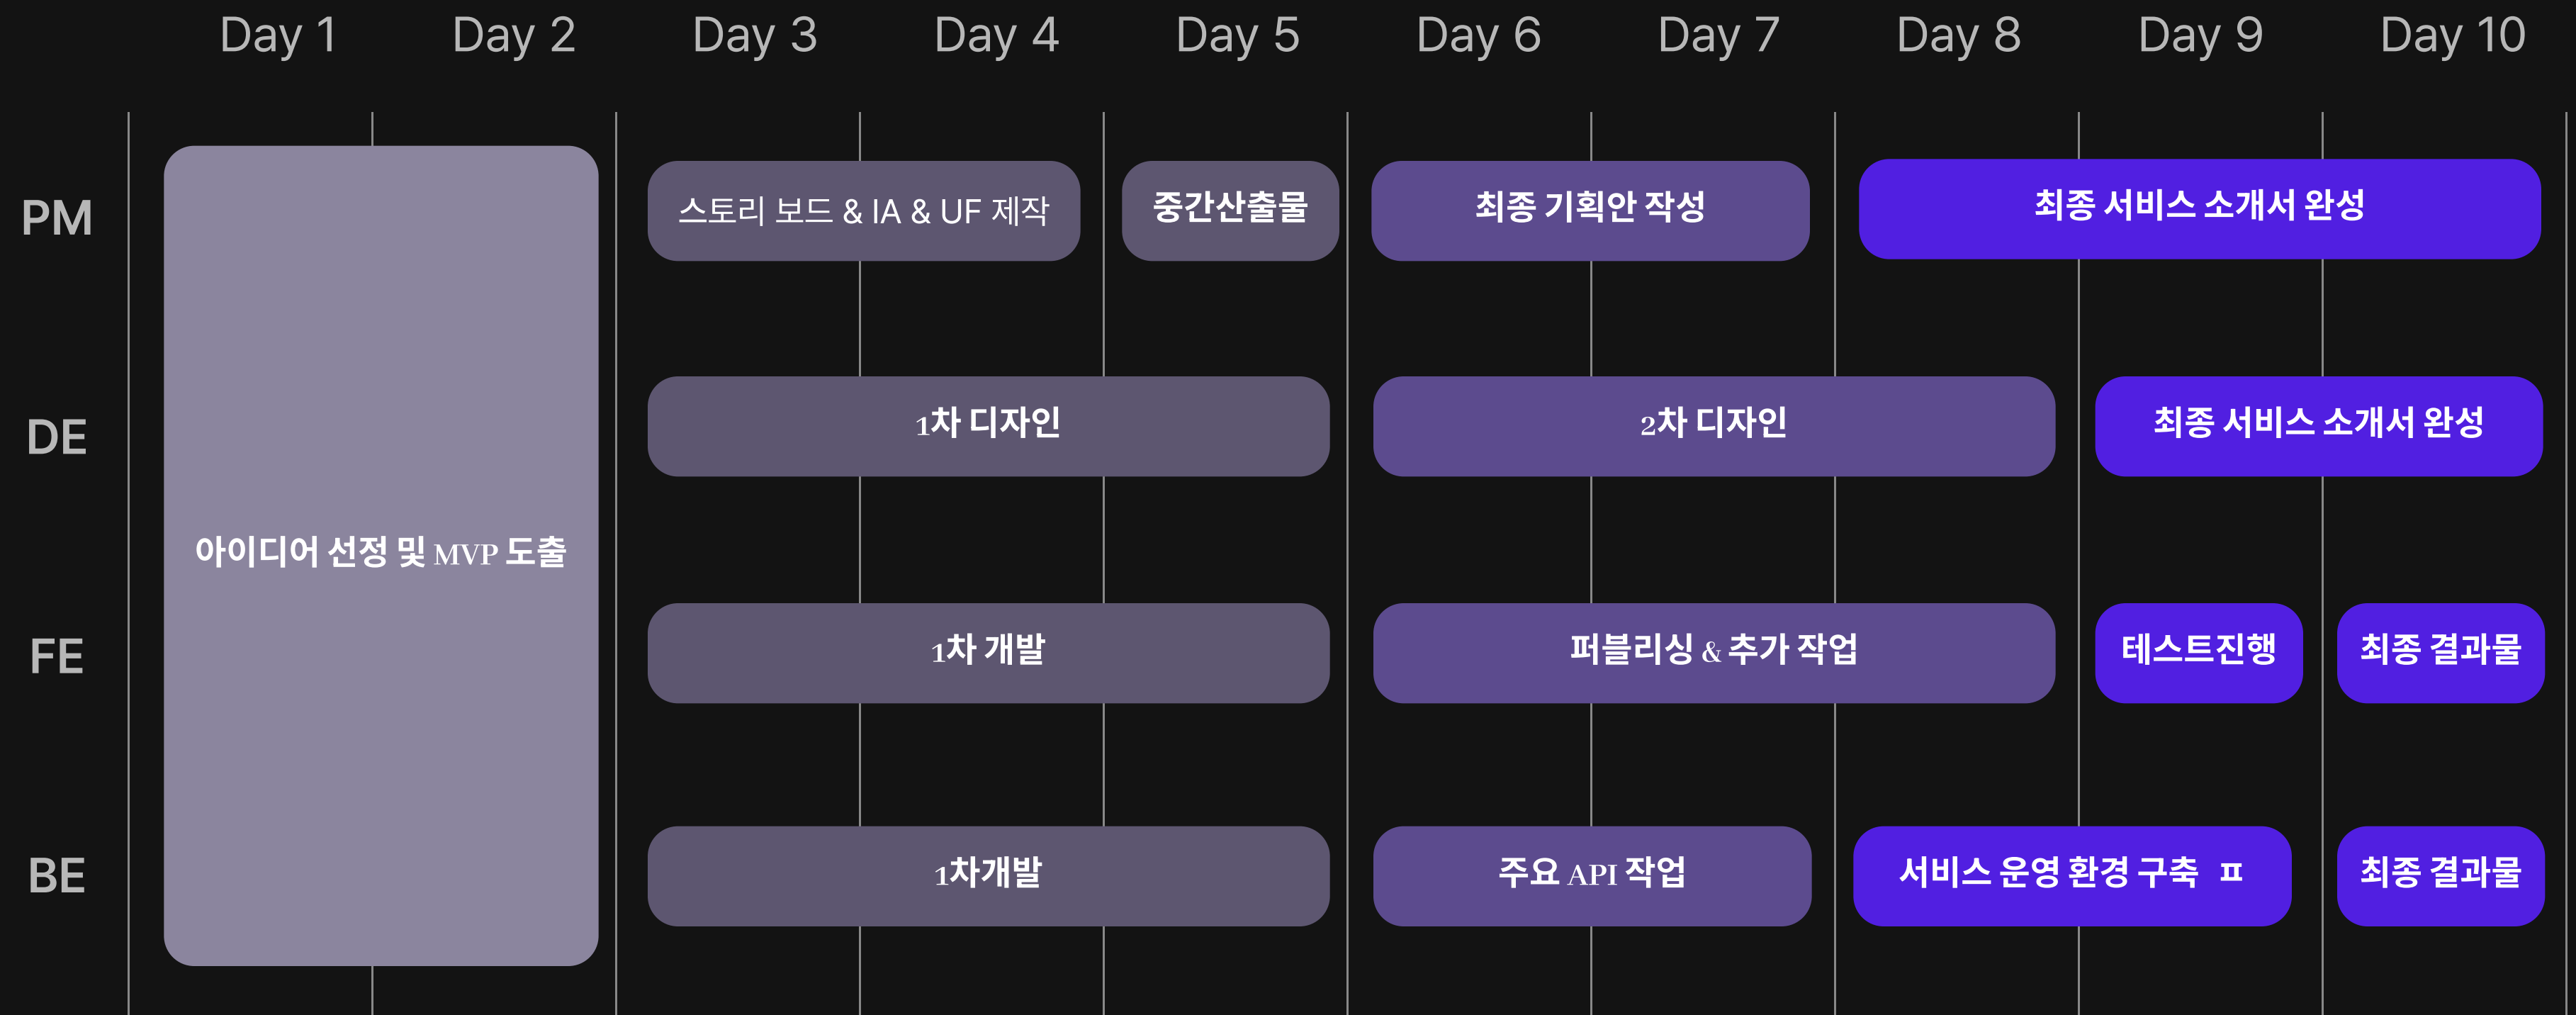 Day 1 Day 2 Day 3 Day 4 Day 5 Day 6 Day 7 Day 8 Day 9 Day 10
PM
스토리 보드 & IA & UF 제작
중간산출물
최종 기획안 작성
최종 서비스 소개서 완성
DE
1차 디자인
2차 디자인
최종 서비스 소개서 완성
아이디어 선정 및 MVP 도출
FE
1차 개발
퍼블리싱 & 추가 작업
테스트진행
최종 결과물
BE
1차개발
주요 API 작업
서비스 운영 환경 구축 ㅍ
최종 결과물